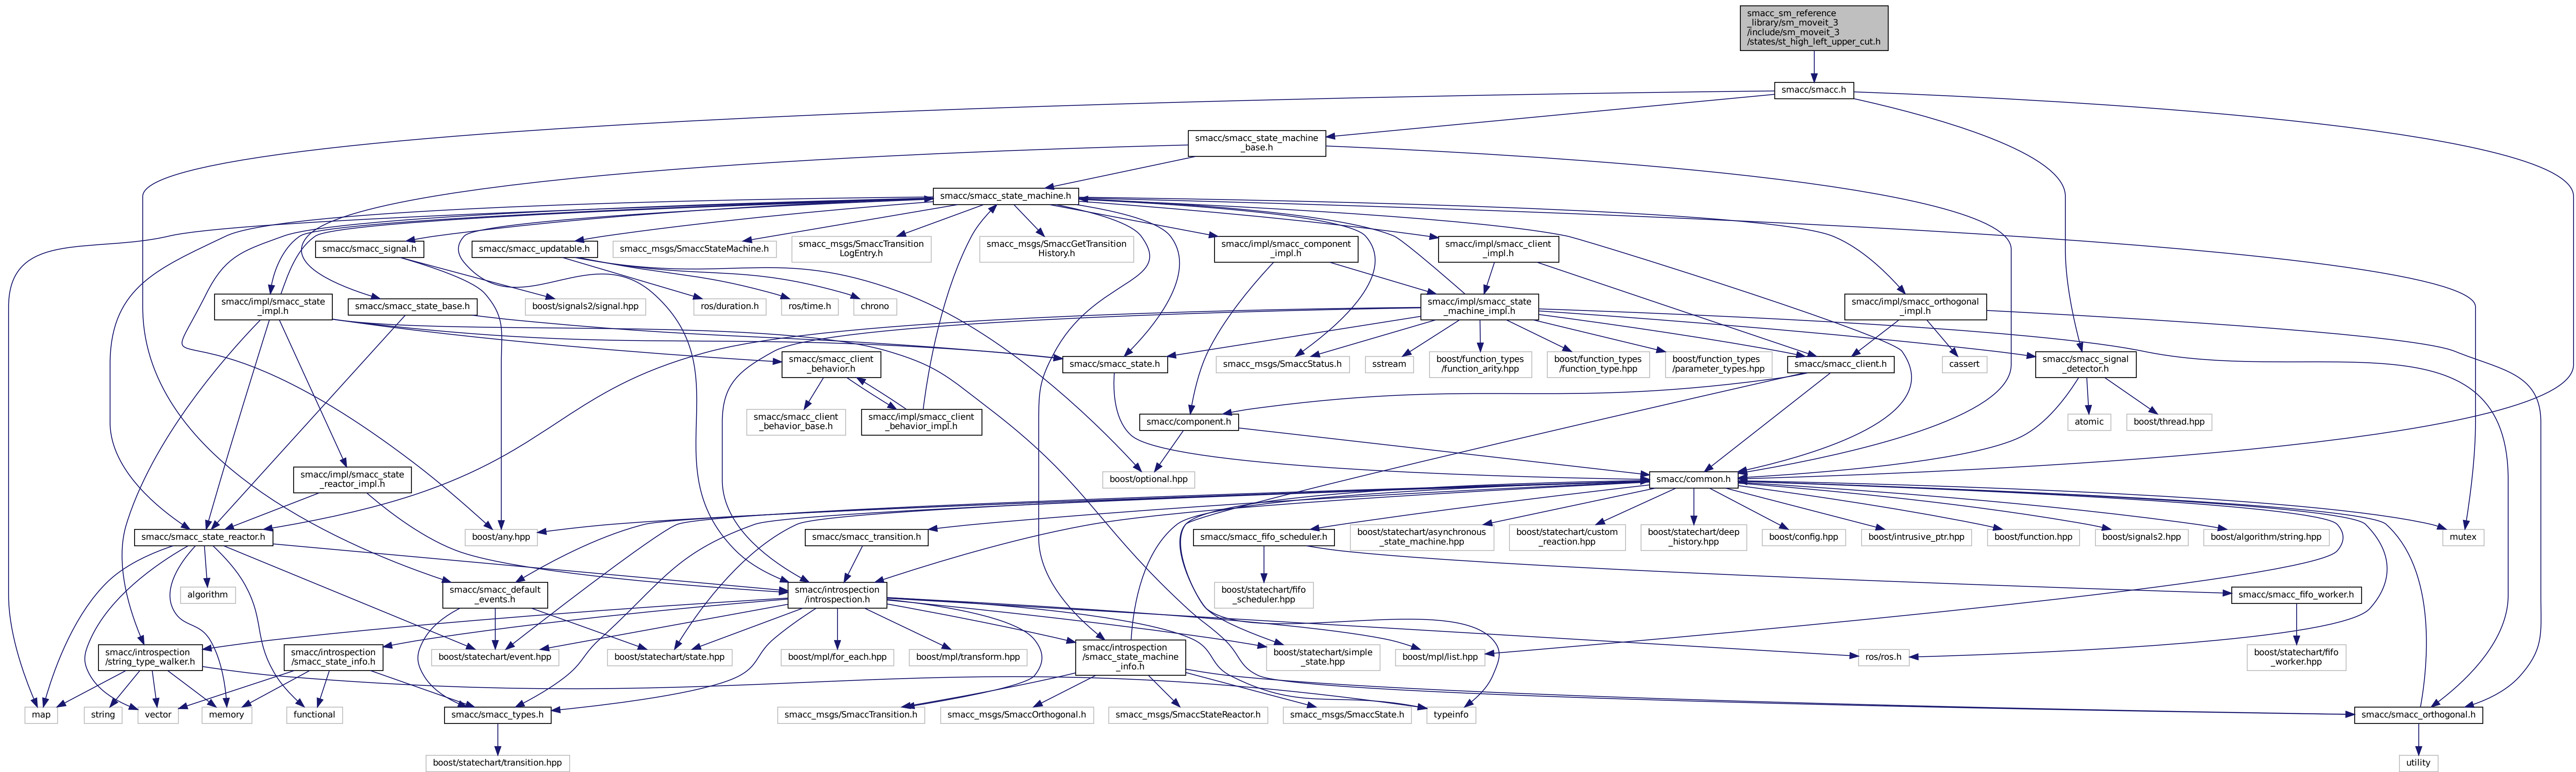 smacc_sm_reference
_library/sm_moveit_3
/include/sm_moveit_3
/states/st_high_left_upper_cut.h
smacc/smacc.h
smacc/smacc_state_machine
_base.h
smacc/smacc_state_machine.h
smacc/smacc_signal.h
smacc/smacc_updatable.h
smacc_msgs/SmaccStateMachine.h
smacc_msgs/SmaccTransition
LogEntry.h
smacc_msgs/SmaccGetTransition
History.h
smacc/impl/smacc_component
_impl.h
smacc/impl/smacc_client
_impl.h
smacc/impl/smacc_state
_impl.h
smacc/smacc_state_base.h
boost/signals2/signal.hpp
ros/duration.h
ros/time.h
chrono
smacc/impl/smacc_state
_machine_impl.h
smacc/impl/smacc_orthogonal
_impl.h
smacc/smacc_client
_behavior.h
smacc/smacc_state.h
smacc_msgs/SmaccStatus.h
sstream
boost/function_types
/function_arity.hpp
boost/function_types
/function_type.hpp
boost/function_types
/parameter_types.hpp
smacc/smacc_client.h
cassert
smacc/smacc_signal
_detector.h
smacc/smacc_client
_behavior_base.h
smacc/impl/smacc_client
_behavior_impl.h
smacc/component.h
atomic
boost/thread.hpp
smacc/impl/smacc_state
_reactor_impl.h
boost/optional.hpp
smacc/common.h
smacc/smacc_state_reactor.h
boost/any.hpp
smacc/smacc_transition.h
smacc/smacc_fifo_scheduler.h
boost/statechart/asynchronous
_state_machine.hpp
boost/statechart/custom
_reaction.hpp
boost/statechart/deep
_history.hpp
boost/config.hpp
boost/intrusive_ptr.hpp
boost/function.hpp
boost/signals2.hpp
boost/algorithm/string.hpp
mutex
algorithm
smacc/smacc_default
_events.h
smacc/introspection
/introspection.h
boost/statechart/fifo
_scheduler.hpp
smacc/smacc_fifo_worker.h
smacc/introspection
/string_type_walker.h
smacc/introspection
/smacc_state_info.h
boost/statechart/event.hpp
boost/statechart/state.hpp
boost/mpl/for_each.hpp
boost/mpl/transform.hpp
smacc/introspection
/smacc_state_machine
_info.h
boost/statechart/simple
_state.hpp
boost/mpl/list.hpp
ros/ros.h
boost/statechart/fifo
_worker.hpp
map
string
vector
memory
functional
smacc/smacc_types.h
smacc_msgs/SmaccTransition.h
smacc_msgs/SmaccOrthogonal.h
smacc_msgs/SmaccStateReactor.h
smacc_msgs/SmaccState.h
typeinfo
smacc/smacc_orthogonal.h
boost/statechart/transition.hpp
utility